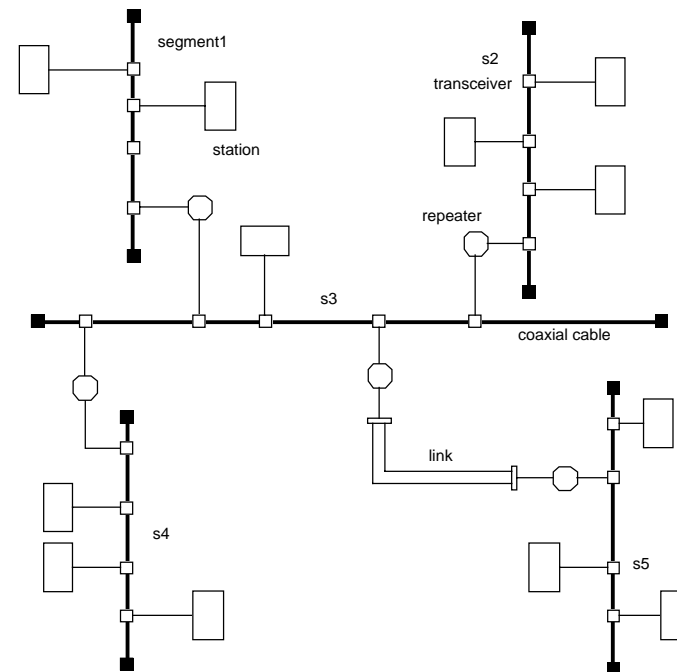 segment1
s2
transceiver
station
repeater
s3
coaxial cable
link
s4
s5